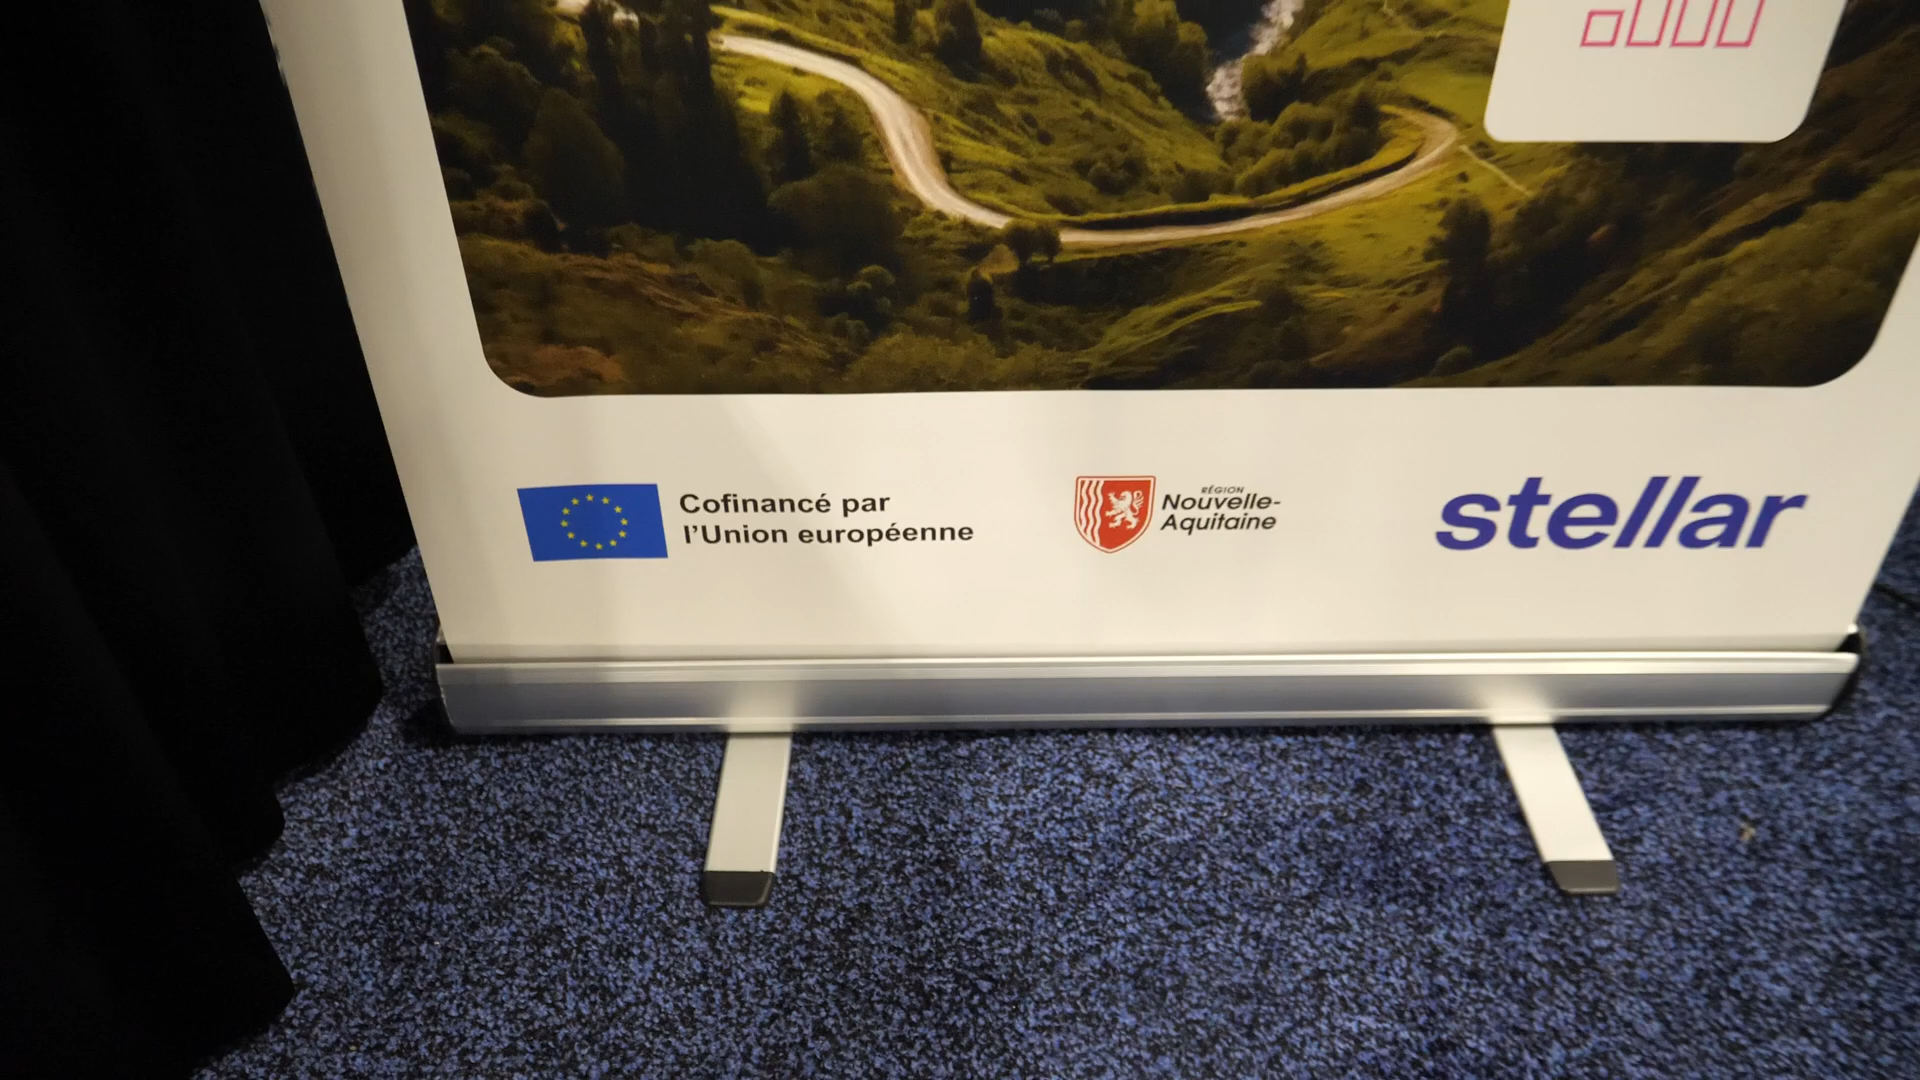 Cofinancé par
l'Union européenne
RÉGION
Nouvelle-
Aquitaine
stellar